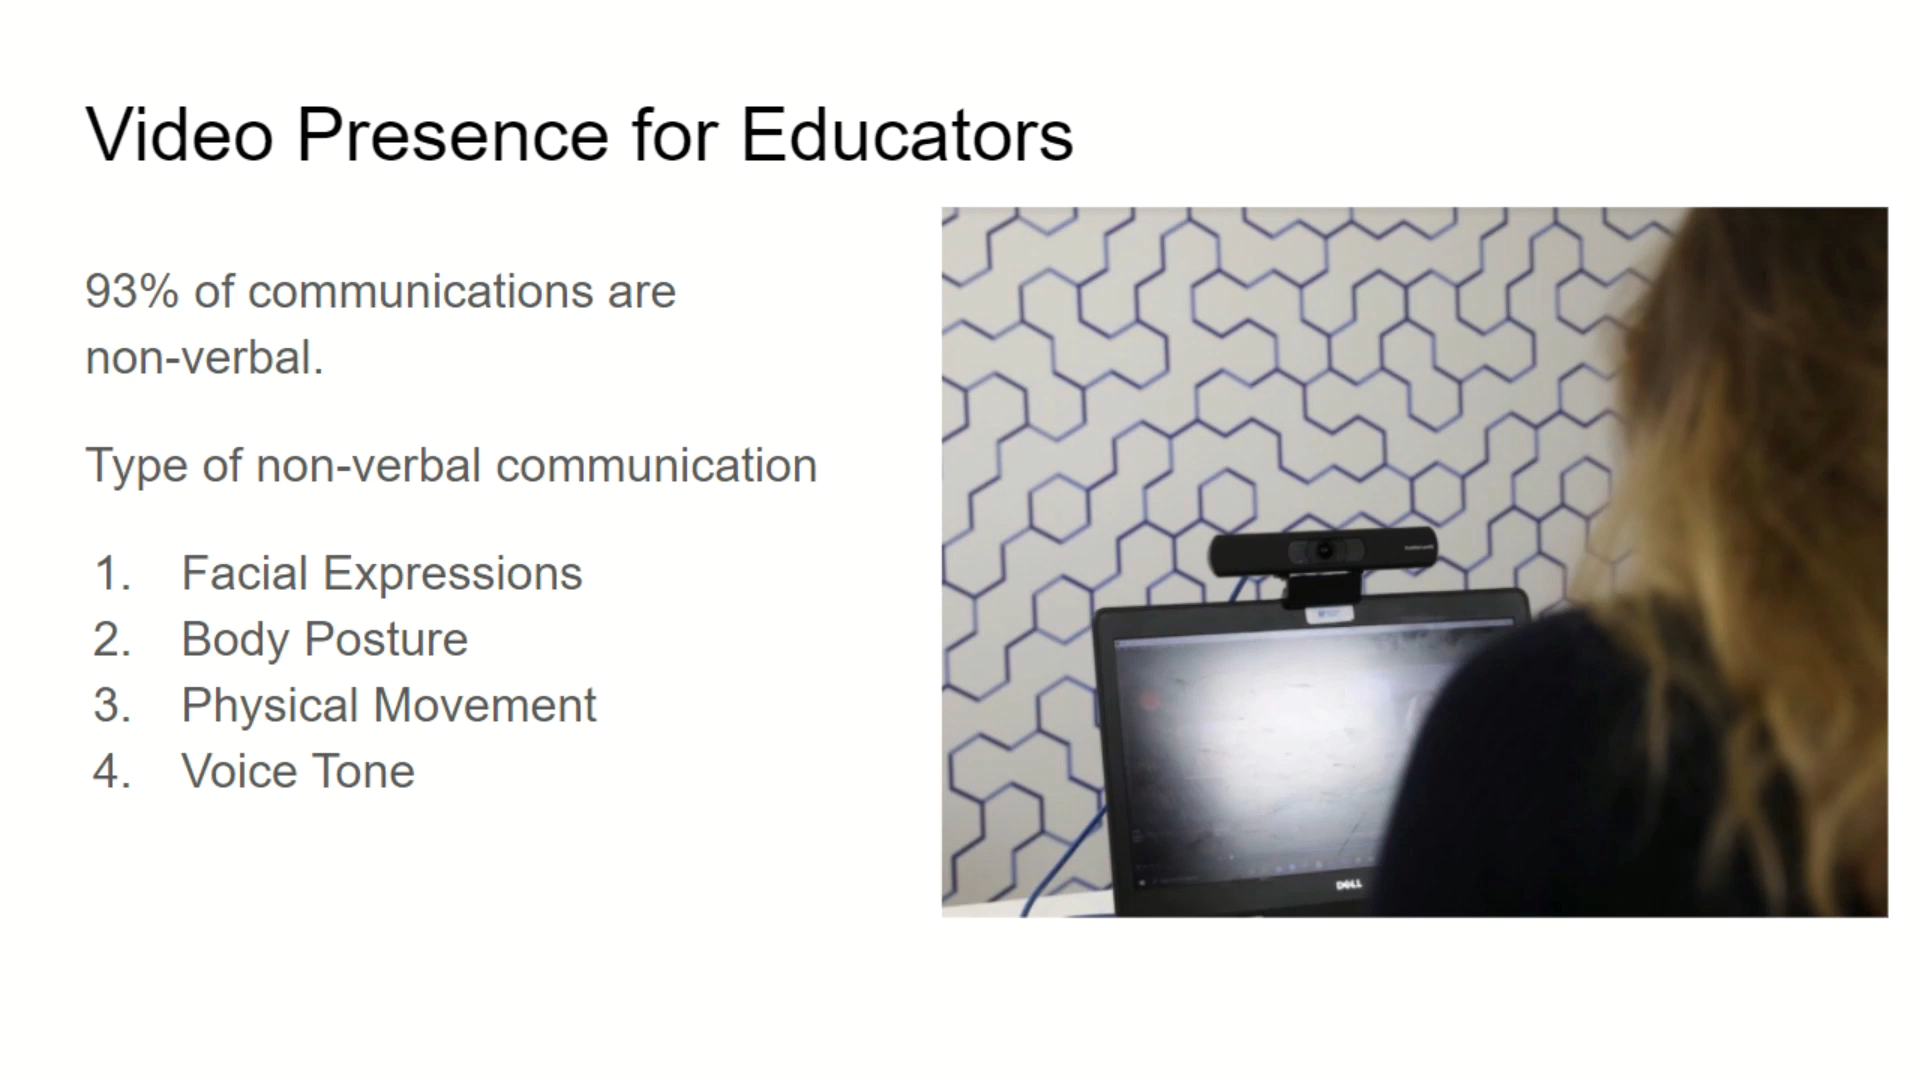 Video Presence for Educators
93% of communications are
non-verbal.
Type of non-verbal communication
1. Facial Expressions
2. Body Posture
3. Physical Movement
4. Voice Tone
DELL